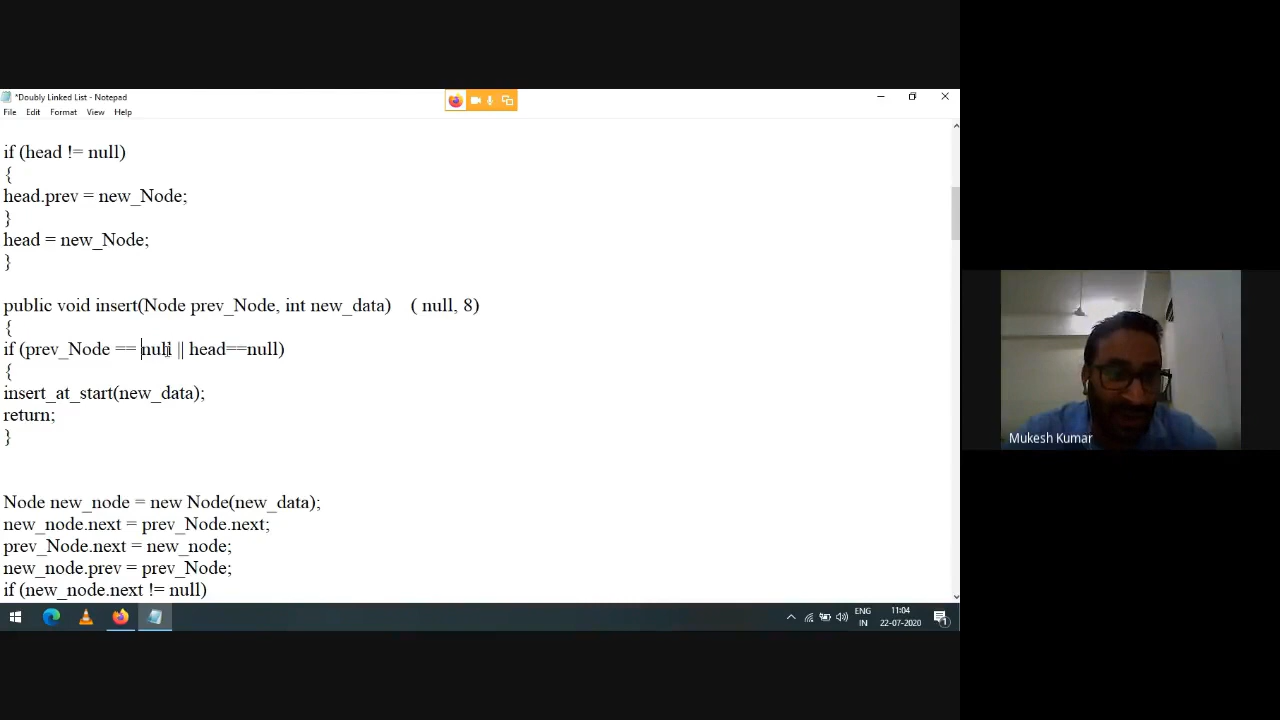 *Doubly Linked List - Notepad
File Edit Format View Help
if (head != null)
{
head.prev = new_Node;
}
head = new_Node;
}
public void insert(Node prev_Node, int new_data) ( null, 8)
{
if (prev_Node == null || head==null)
{
insert_at_start(new_data);
return;
}
Node new_node = new Node(new_data);
new_node.next = prev_Node.next;
prev_Node.next = new_node;
new_node.prev = prev_Node;
if (new_node.next != null)
Mukesh Kumar
ENG 11:04
IN 22-07-2020
1